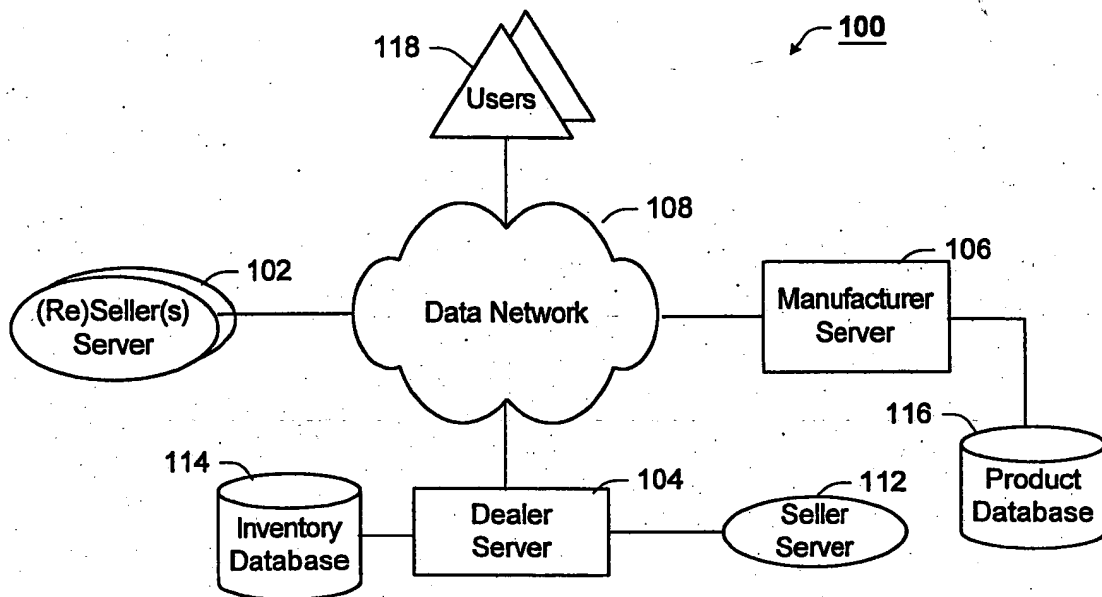 100
118
Users
108
102
(Re)Seller(s)
Server
Data Network
106
Manufacturer
Server
116
Product
Database
114
Inventory
Database
104
Dealer
Server
112
Seller
Server